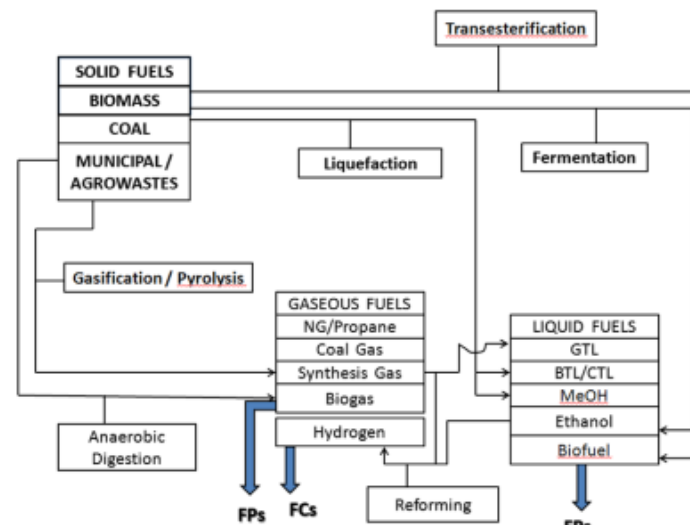 Transesterification
SOLID FUELS
BIOMASS
COAL
MUNICIPAL /
AGROWASTES
Liquefaction
Fermentation
Gasification / Pyrolysis
GASEOUS FUELS
NG/Propane
Coal Gas
Synthesis Gas
Biogas
Hydrogen
LIQUID FUELS
GTL
BTL/CTL
MeOH
Ethanol
Biofuel
Anaerobic
Digestion
FPs
FCs
Reforming